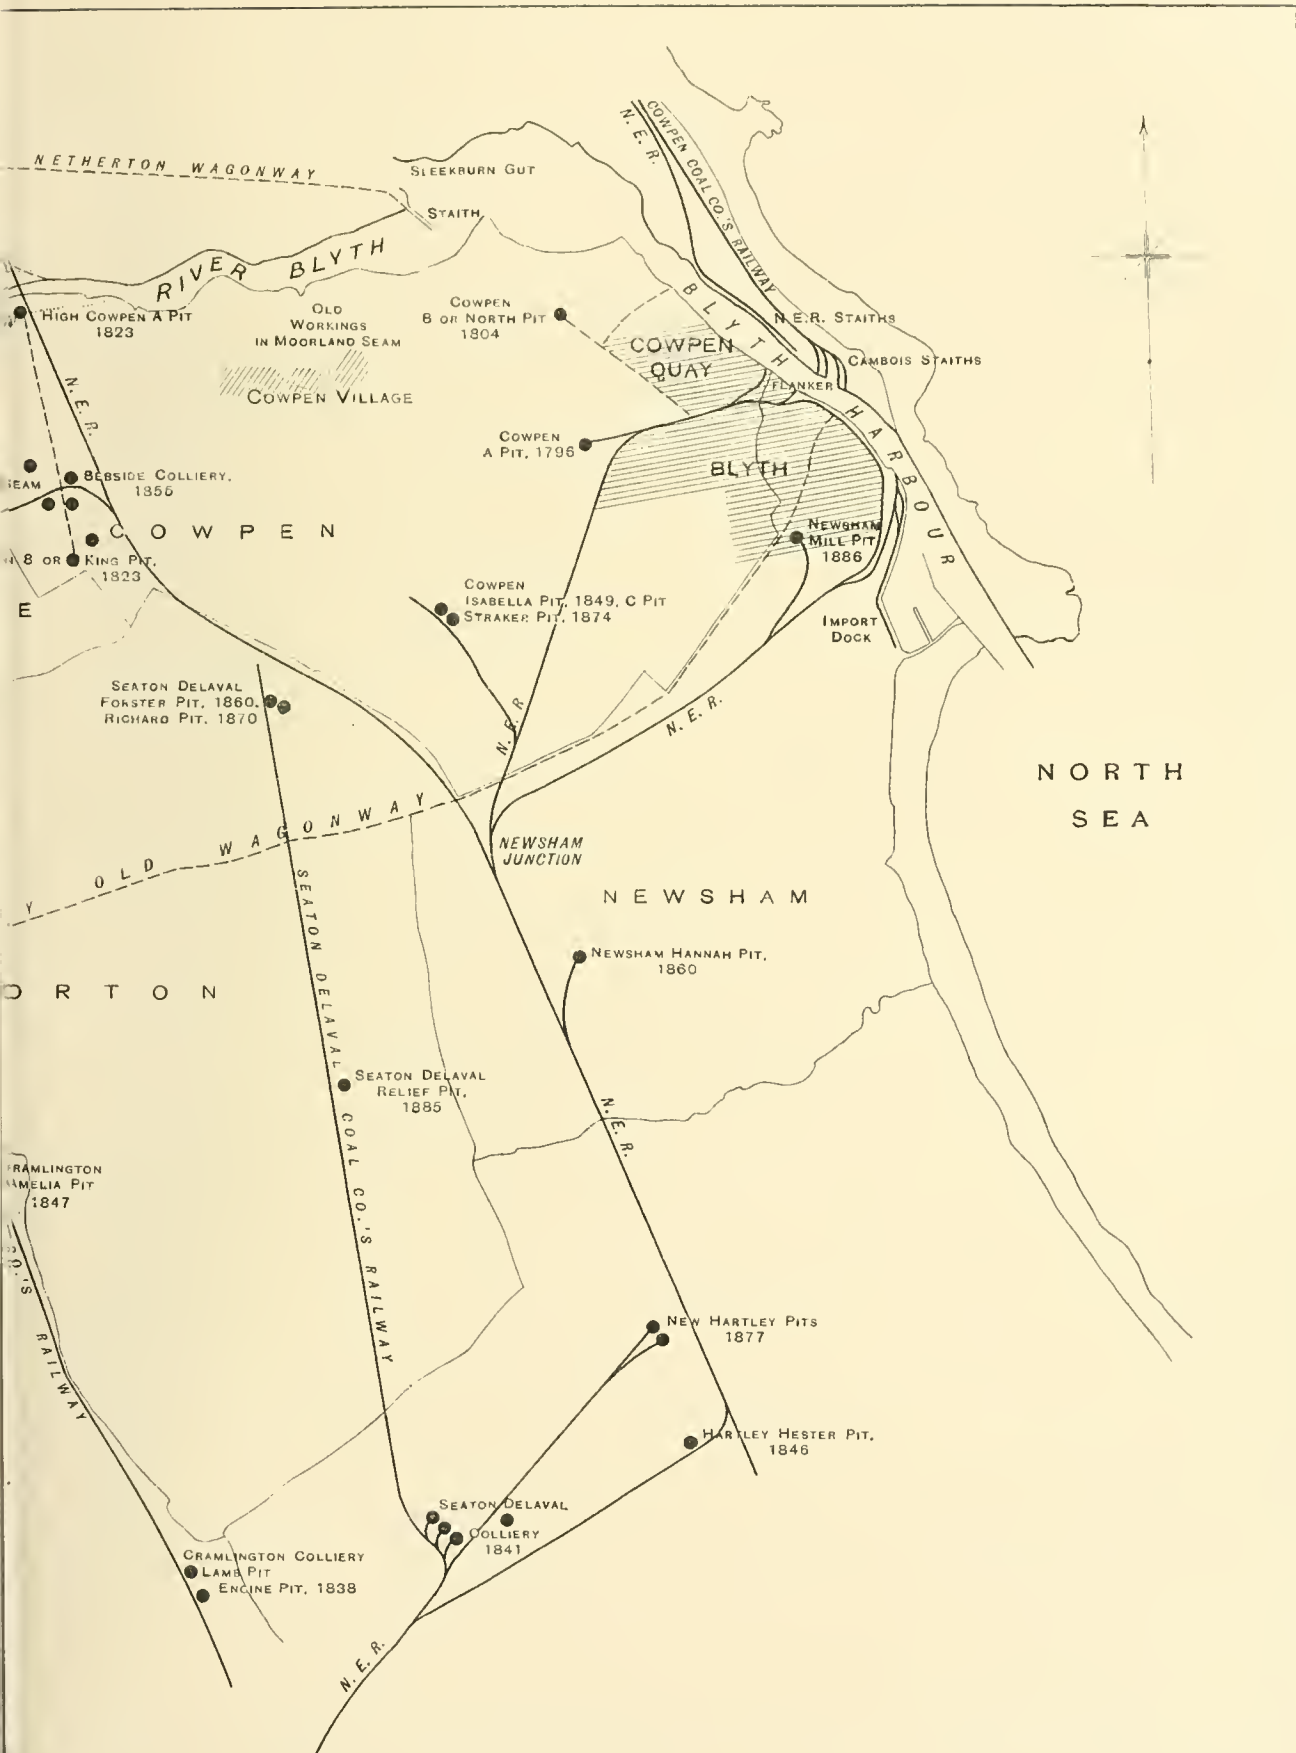 NETHERTON WAGONWAY
SLEEKBURN GUT
STAITH
RIVER BLYTH
N. E. R.
COWPEN COAL CO.'S RAILWAY
HIGH COWPEN A PIT
1823
OLD
WORKINGS
IN MOORLAND SEAM
COWPEN VILLAGE
COWPEN
B OR NORTH PIT
1804
COWPEN
QUAY
BLYTH HARBOUR
N.E.R. STAITHS
CAMBOIS STAITHS
FLANKER
N. E. R.
COWPEN
A PIT, 1796
BLYTH
SEAM
BEBSIDE COLLIERY,
1855
COWPEN
NEWSHAM
MILL PIT
1886
N B OR KING PIT,
1823
E
COWPEN
ISABELLA PIT, 1849, C PIT
STRAKER PIT, 1874
IMPORT
DOCK
SEATON DELAVAL
FORSTER PIT, 1860,
RICHARD PIT, 1870
N. E. R
N. E. R.
NORTH
SEA
Y OLD WAGONWAY
NEWSHAM
JUNCTION
NEWSHAM
SEATON DELAVAL COAL CO.'S RAILWAY
NEWSHAM HANNAH PIT,
1860
ORTON
SEATON DELAVAL
RELIEF PIT,
1885
N. E. R.
RAMLINGTON
AMELIA PIT
1847
CO.'S RAILWAY
NEW HARTLEY PITS
1877
HARTLEY HESTER PIT,
1846
SEATON DELAVAL
COLLIERY
1841
CRAMLINGTON COLLIERY
LAMB PIT
ENGINE PIT, 1838
N. E. R.